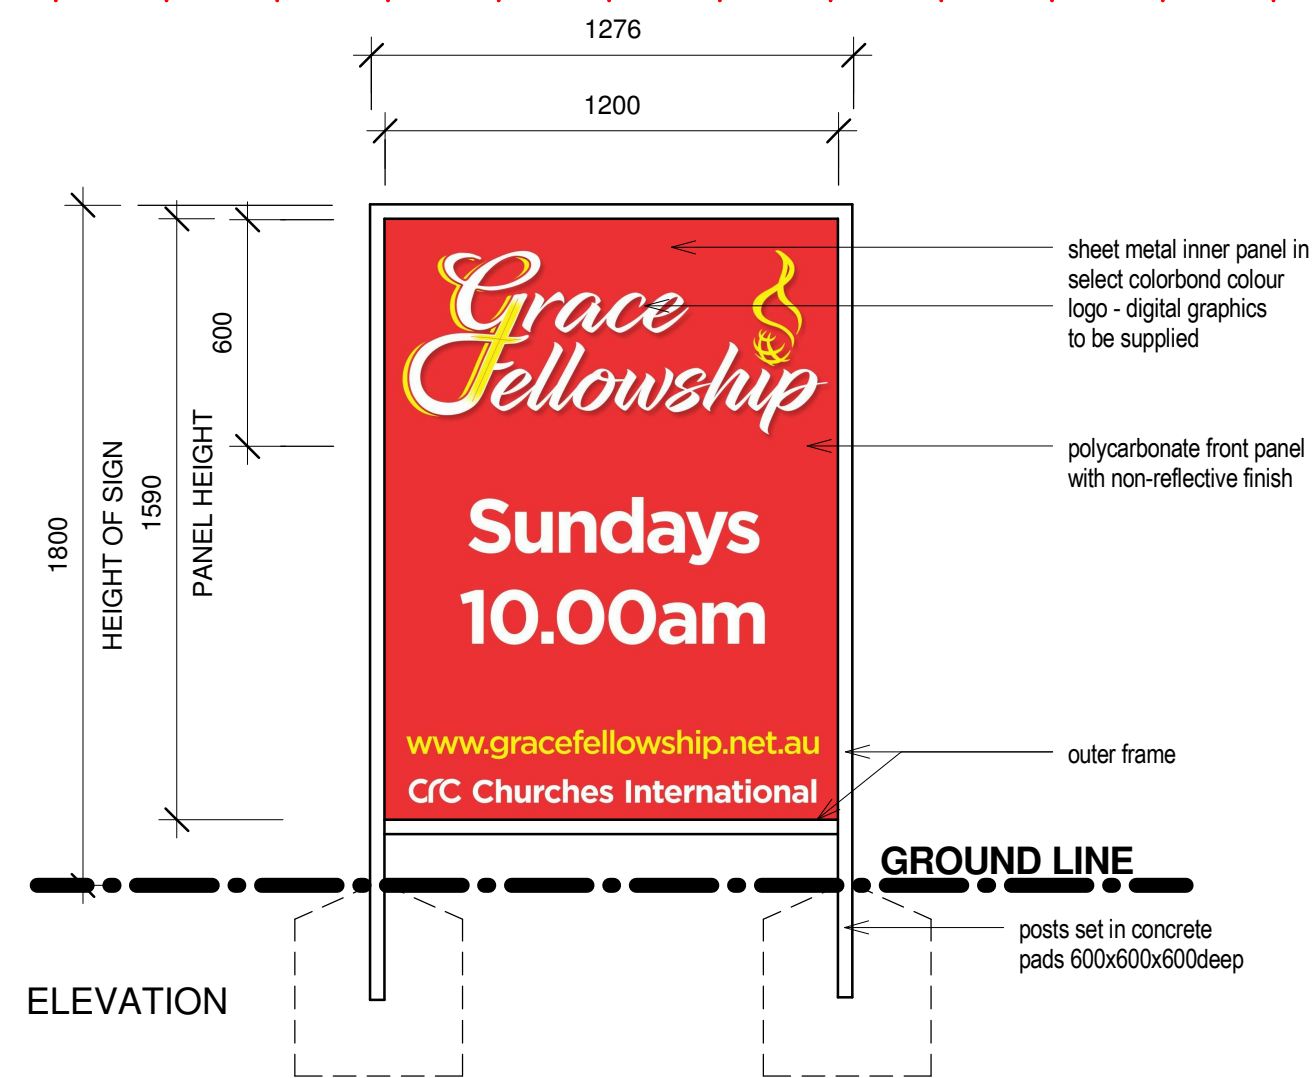 1276
1200
sheet metal inner panel in
select colorbond colour
logo - digital graphics
to be supplied
600
1800
HEIGHT OF SIGN
1590
PANEL HEIGHT
Grace
Fellowship
polycarbonate front panel
with non-reflective finish
Sundays
10.00am
www.gracefellowship.net.au
CrC Churches International
outer frame
GROUND LINE
posts set in concrete
pads 600x600x600deep
ELEVATION